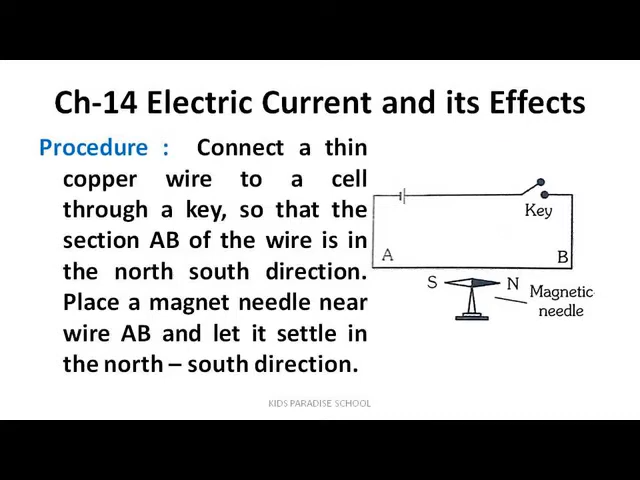 Ch-14 Electric Current and its Effects
Procedure : Connect a thin
copper wire to a cell
through a key, so that the
section AB of the wire is in
the north south direction.
Place a magnet needle near
wire AB and let it settle in
the north – south direction.
Key
A
B
S
N
Magnetic
needle
KIDS PARADISE SCHOOL